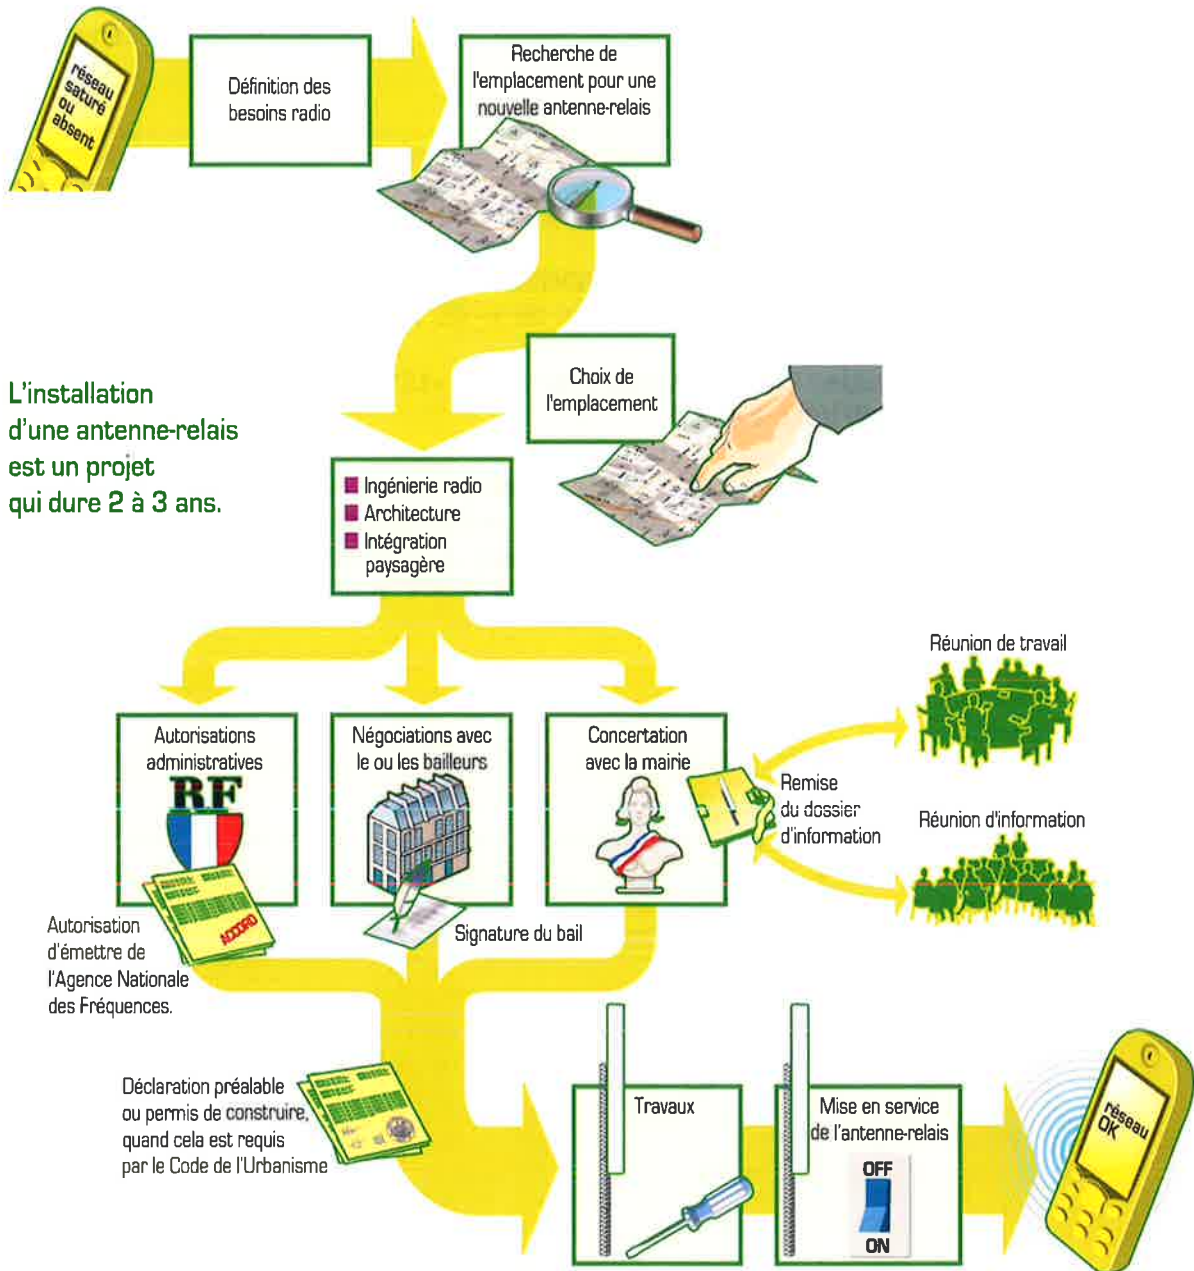 réseau
saturé
ou
absent
Définition des
besoins radio
Recherche de
l'emplacement pour une
nouvelle antenne-relais
L'installation
d'une antenne-relais
est un projet
qui dure 2 à 3 ans.
Choix de
l'emplacement
Ingénierie radio
Architecture
Intégration
paysagère
Autorisations
administratives
RF
ACCORD
Autorisation
d'émettre de
l'Agence Nationale
des Fréquences.
Négociations avec
le ou les bailleurs
Signature du bail
Concertation
avec la mairie
Remise
du dossier
d'information
Réunion de travail
Réunion d'information
Déclaration préalable
ou permis de construire,
quand cela est requis
par le Code de l'Urbanisme
Travaux
Mise en service
de l'antenne-relais
OFF
ON
réseau
OK